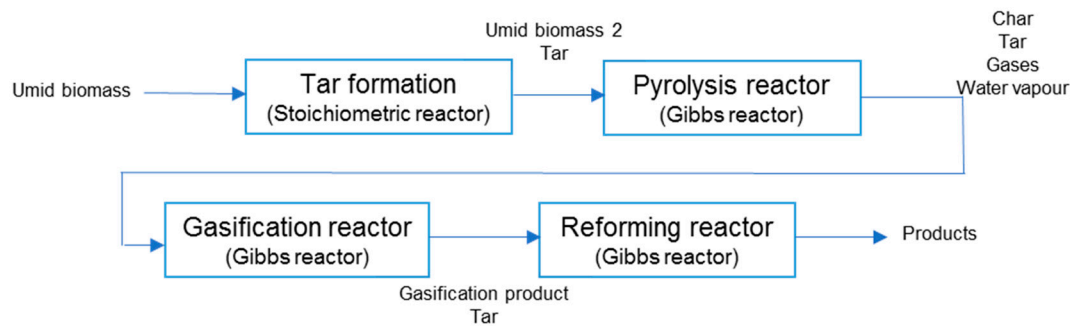 Umid biomass
Tar formation
(Stoichiometric reactor)
Umid biomass 2
Tar
Pyrolysis reactor
(Gibbs reactor)
Char
Tar
Gases
Water vapour
Gasification reactor
(Gibbs reactor)
Gasification product
Tar
Reforming reactor
(Gibbs reactor)
Products